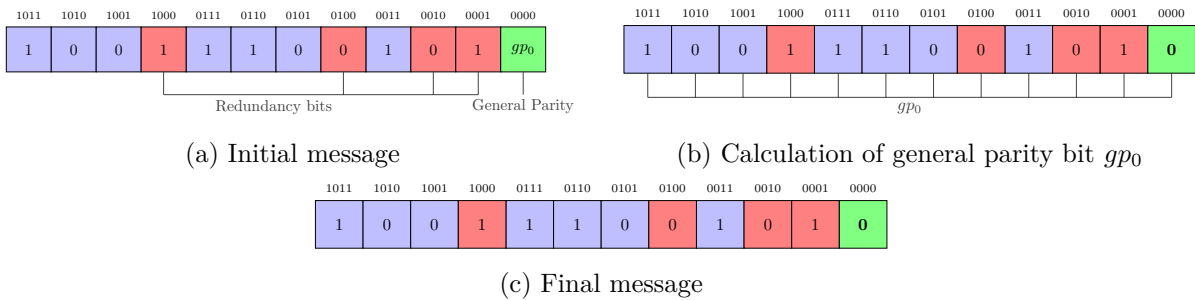 1011 1010 1001 1000 0111 0110 0101 0100 0011 0010 0001 0000
1 0 0 1 1 1 0 0 1 0 1 gp₀
Redundancy bits General Parity
(a) Initial message
1011 1010 1001 1000 0111 0110 0101 0100 0011 0010 0001 0000
1 0 0 1 1 1 0 0 1 0 1 0
gp₀
(b) Calculation of general parity bit gp₀
1011 1010 1001 1000 0111 0110 0101 0100 0011 0010 0001 0000
1 0 0 1 1 1 0 0 1 0 1 0
(c) Final message